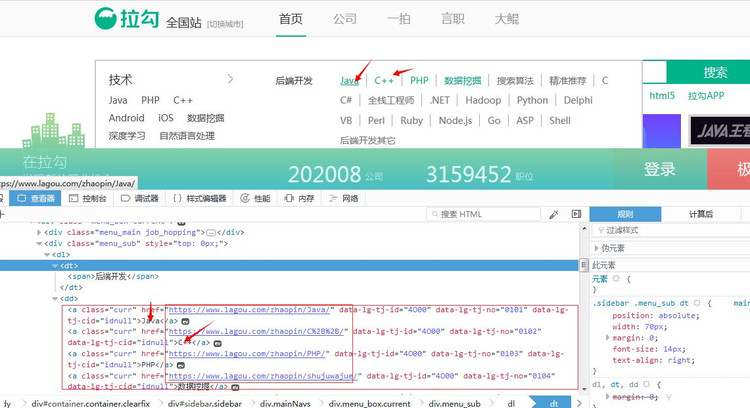 拉勾 全国站 [切换城市] 首页 公司 一拍 言职 大鲲
技术 后端开发 Java C++ PHP 数据挖掘 搜索算法 精准推荐 C 搜索
Java PHP C++ C# 全栈工程师 .NET Hadoop Python Delphi html5 拉勾APP
Android iOS 数据挖掘 VB Perl Ruby Node.js Go ASP Shell JAVA王者
深度学习 自然语言处理 后端开发其它
在拉勾 202008 公司 3159452 职位 登录
ps://www.lagou.com/zhaopin/Java/
查看器 控制台 调试器 样式编辑器 性能 内存 网络
搜索 HTML 规则 计算后
<div class="menu_main job_hopping"></div> 过滤样式
<div class="menu_sub" style="top: 0px;"> 伪元素
<dl> 此元素
<dt> 元素 {
<span>后端开发</span> }
</dt> .sidebar .menu_sub dt { main
<dd> position: absolute;
<a class="curr" href="https://www.lagou.com/zhaopin/Java/" data-lg-tj-id="4O00" data-lg-tj-no="0101" data-lg- width: 70px;
tj-cid="idnull">Java</a> ev margin: 0;
<a class="curr" href="https://www.lagou.com/zhaopin/C%2B%2B/" data-lg-tj-id="4O00" data-lg-tj-no="0102" font-size: 14px;
data-lg-tj-cid="idnull">C++</a> ev text-align: right;
<a class="curr" href="https://www.lagou.com/zhaopin/PHP/" data-lg-tj-id="4O00" data-lg-tj-no="0103" data-lg- }
tj-cid="idnull">PHP</a> ev
<a class="curr" href="https://www.lagou.com/zhaopin/shujuwajue/" data-lg-tj-id="4O00" data-lg-tj-no="0104" dl, dt, dd {
data-lg-tj-cid="idnull">数据挖掘</a> ev margin: 0;
fy div#container.container.clearfix div#sidebar.sidebar div.mainNavs div.menu_box.current div.menu_sub dl dt